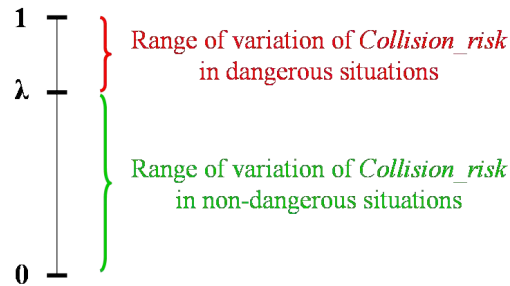 1
Range of variation of Collision_risk
in dangerous situations
λ
Range of variation of Collision_risk
in non-dangerous situations
0